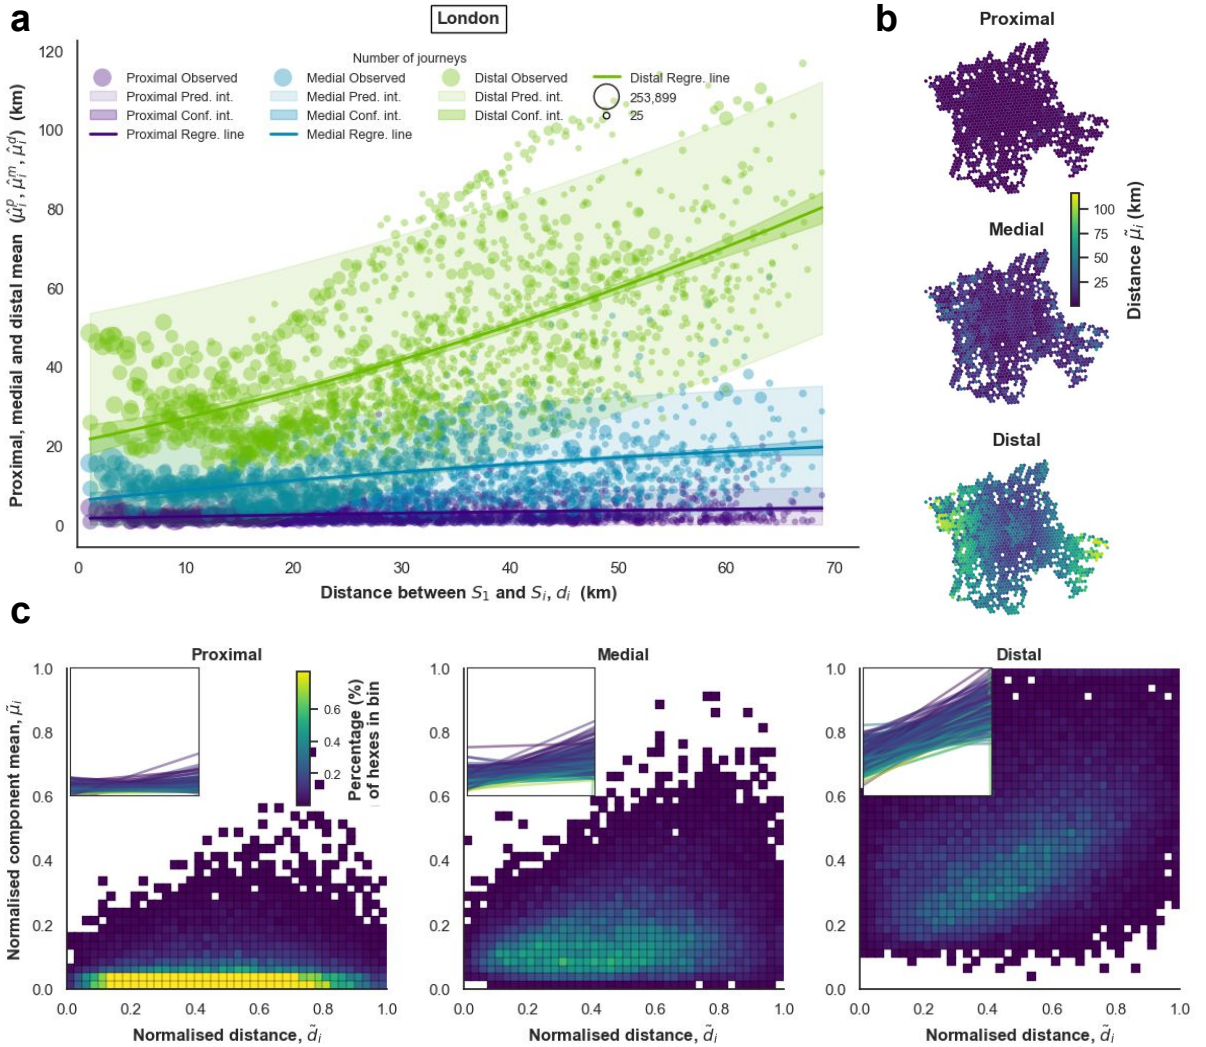 a
London
Proximal, medial and distal mean (μ̂ᵢᵖ, μ̂ᵢᵐ, μ̂ᵢᵈ) (km)
120
100
80
60
40
20
0
Number of journeys
Proximal Observed
Proximal Pred. int.
Proximal Conf. int.
Proximal Regre. line
Medial Observed
Medial Pred. int.
Medial Conf. int.
Medial Regre. line
Distal Observed
Distal Pred. int.
Distal Conf. int.
Distal Regre. line
253,899
25
0 10 20 30 40 50 60 70
Distance between S₁ and Sᵢ, dᵢ (km)
b
Proximal
Medial
Distal
100
75
50
25
Distance μ̃ᵢ (km)
c
Proximal
Normalised component mean, μ̃ᵢ
1.0
0.8
0.6
0.4
0.2
0.0
0.6
0.4
0.2
Percentage (%)
of hexes in bin
0.0 0.2 0.4 0.6 0.8 1.0
Normalised distance, d̃ᵢ
Medial
1.0
0.8
0.6
0.4
0.2
0.0
0.0 0.2 0.4 0.6 0.8 1.0
Normalised distance, d̃ᵢ
Distal
1.0
0.8
0.6
0.4
0.2
0.0
0.0 0.2 0.4 0.6 0.8 1.0
Normalised distance, d̃ᵢ